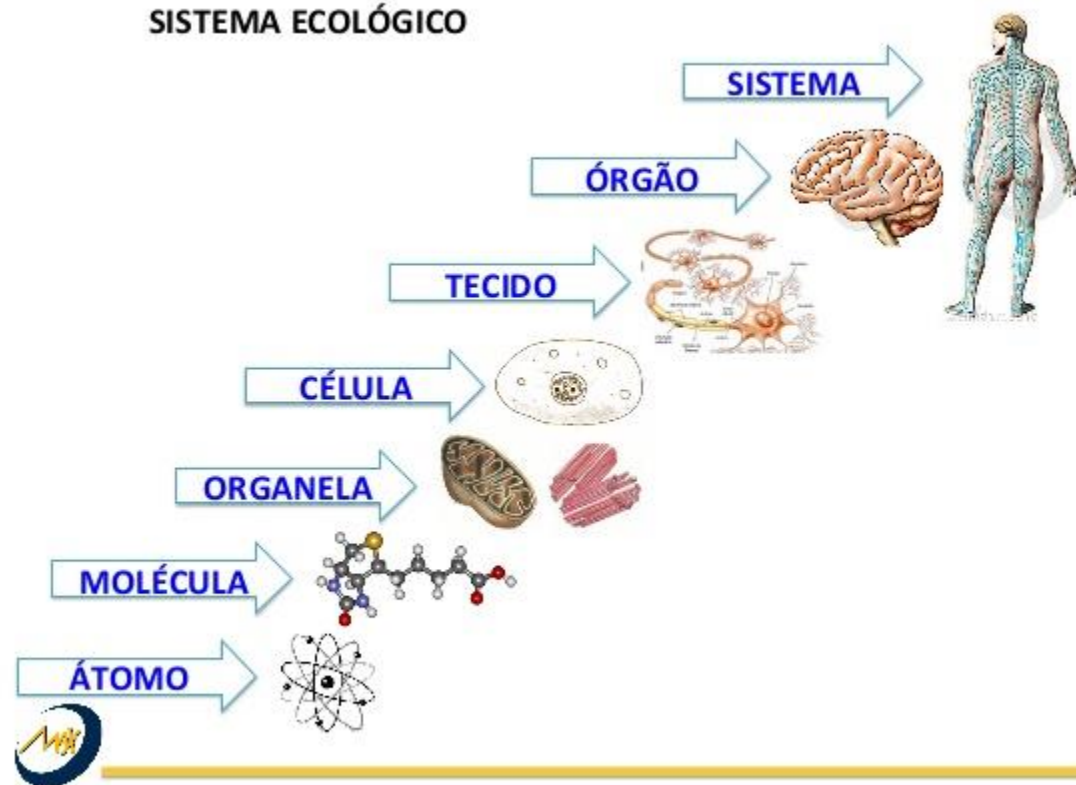 SISTEMA ECOLÓGICO
SISTEMA
ÓRGÃO
TECIDO
CÉLULA
ORGANELA
MOLÉCULA
ÁTOMO